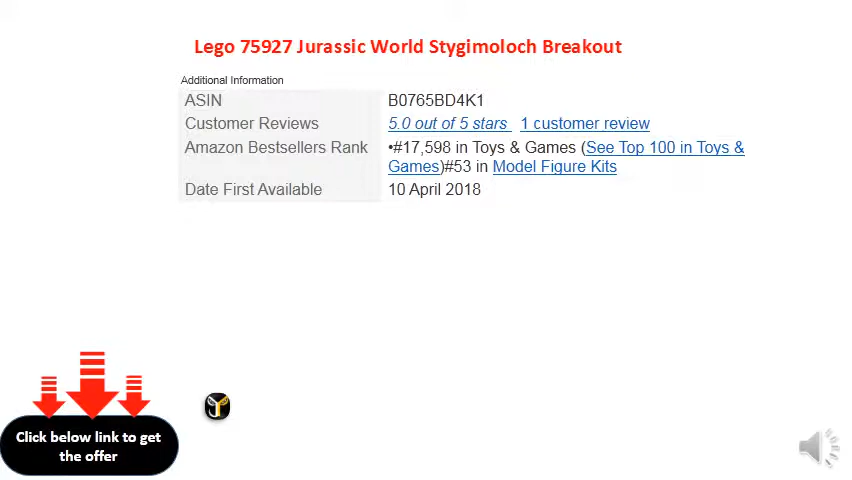 Lego 75927 Jurassic World Stygimoloch Breakout
Additional Information
ASIN B0765BD4K1
Customer Reviews 5.0 out of 5 stars 1 customer review
Amazon Bestsellers Rank •#17,598 in Toys & Games (See Top 100 in Toys &
Games)#53 in Model Figure Kits
Date First Available 10 April 2018
Click below link to get
the offer